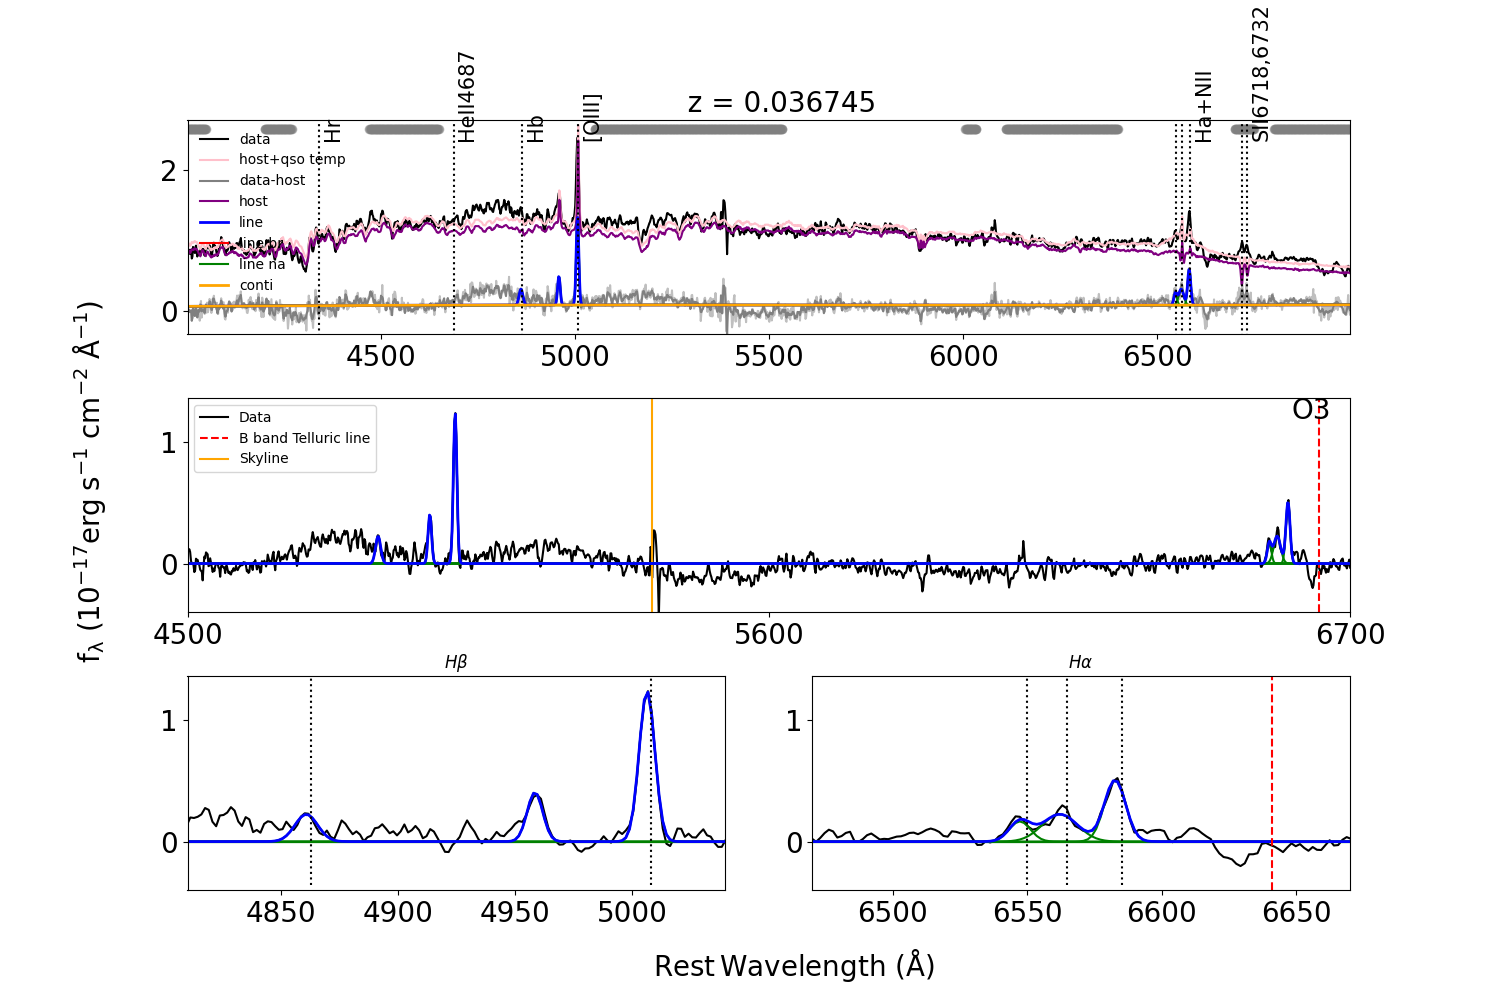 z = 0.036745
Hr
HeII4687
Hb
[OIII]
Ha+NII
SII6718,6732
data
host+qso temp
data-host
host
line
line br
line na
conti
2
0
4500 5000 5500 6000 6500
fλ (10−17erg s−1 cm−2 Å−1)
Data
B band Telluric line
Skyline
O3
1
0
4500 5600 6700
Hβ
1
0
4850 4900 4950 5000
Hα
1
0
6500 6550 6600 6650
Rest Wavelength (Å)